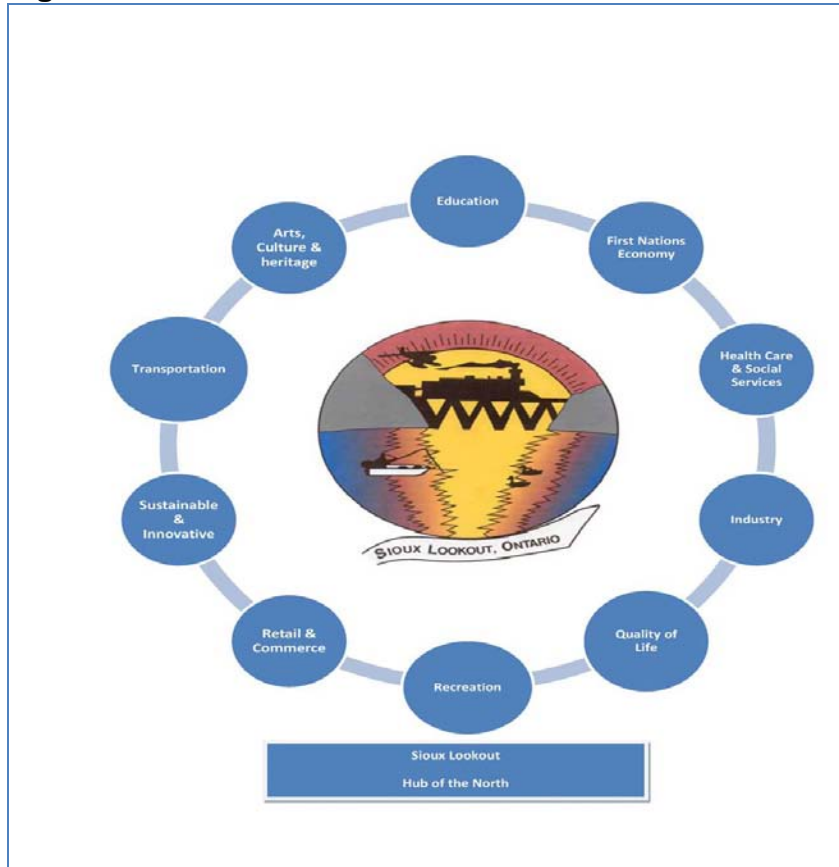 Education
First Nations
Economy
Health Care
& Social
Services
Industry
Quality of
Life
Recreation
Retail &
Commerce
Sustainable
&
Innovative
Transportation
Arts,
Culture &
heritage
SIOUX LOOKOUT, ONTARIO
Sioux Lookout
Hub of the North